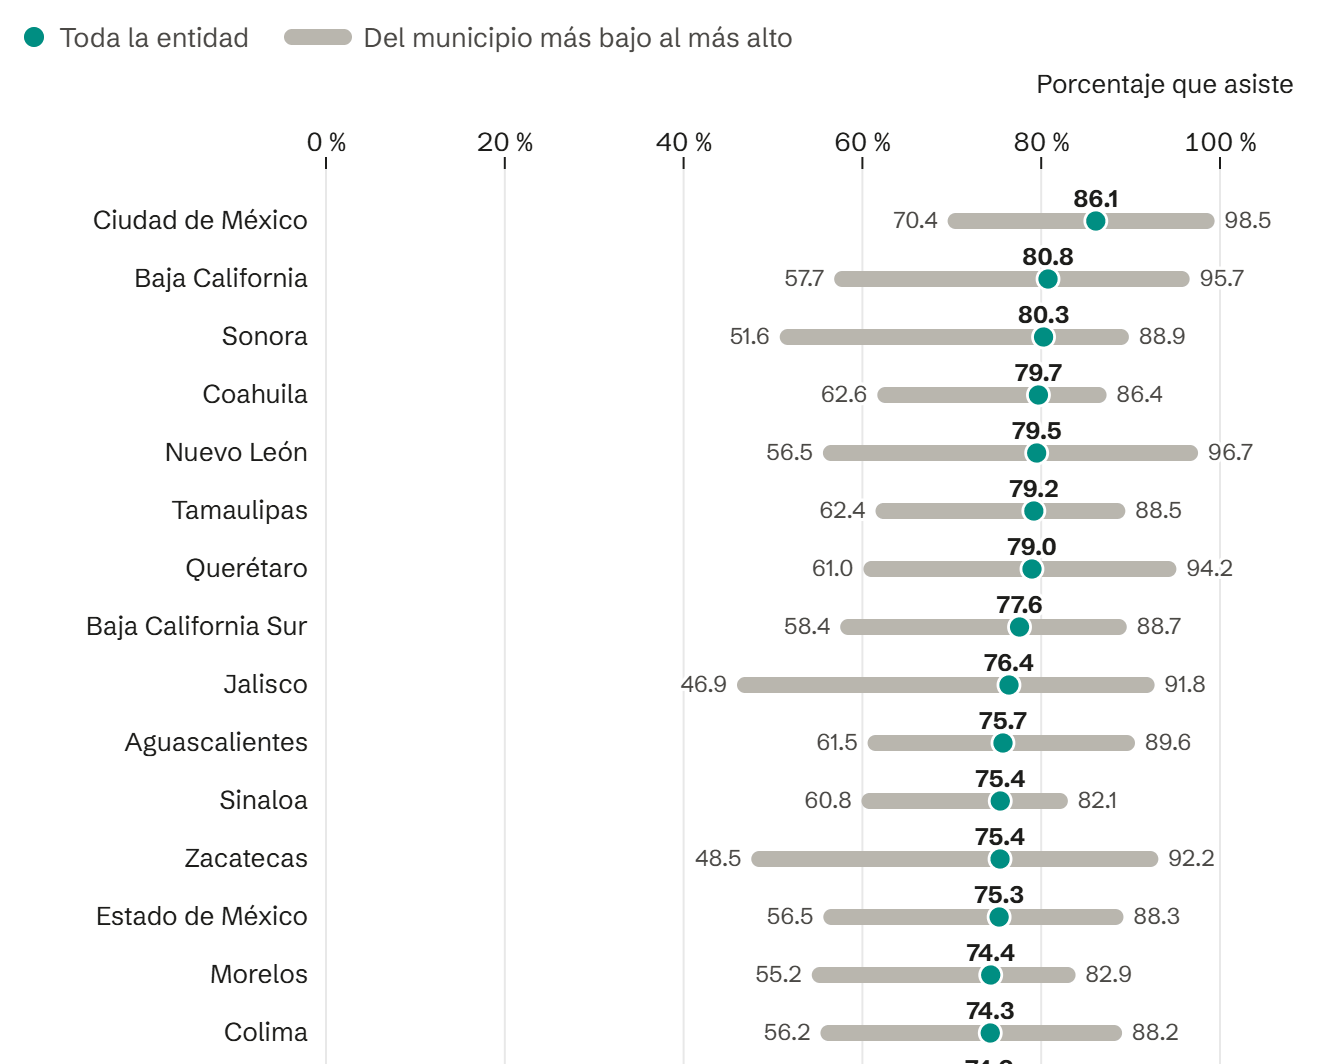 Toda la entidad Del municipio más bajo al más alto
Porcentaje que asiste
0 % 20 % 40 % 60 % 80 % 100 %
86.1
Ciudad de México 70.4 98.5
80.8
Baja California 57.7 95.7
80.3
Sonora 51.6 88.9
79.7
Coahuila 62.6 86.4
79.5
Nuevo León 56.5 96.7
79.2
Tamaulipas 62.4 88.5
79.0
Querétaro 61.0 94.2
77.6
Baja California Sur 58.4 88.7
76.4
Jalisco 46.9 91.8
75.7
Aguascalientes 61.5 89.6
75.4
Sinaloa 60.8 82.1
75.4
Zacatecas 48.5 92.2
75.3
Estado de México 56.5 88.3
74.4
Morelos 55.2 82.9
74.3
Colima 56.2 88.2